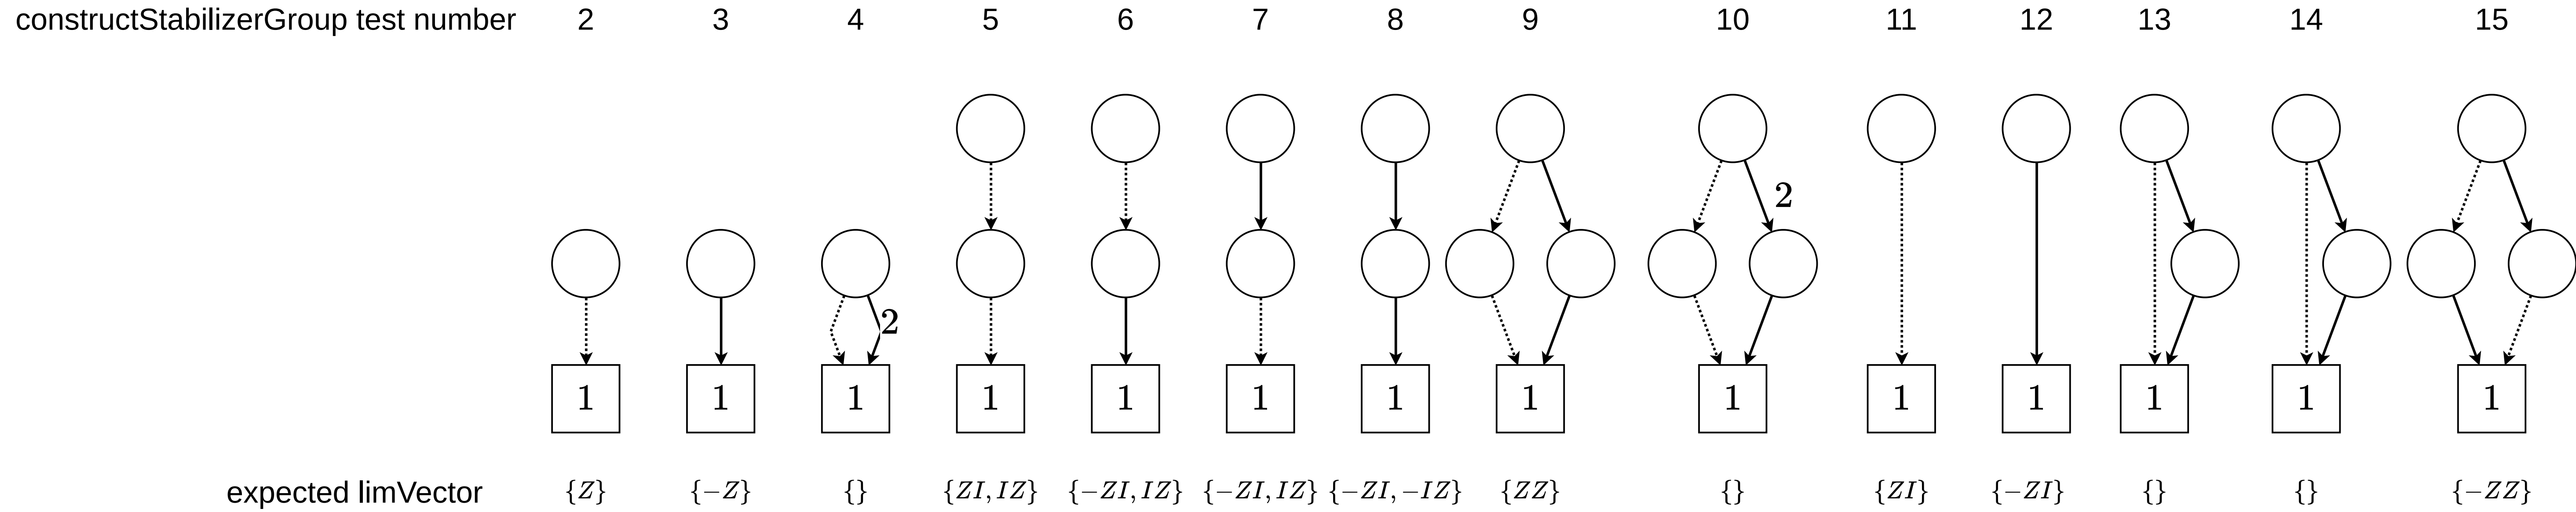 constructStabilizerGroup test number 2 3 4 5 6 7 8 9 10 11 12 13 14 15
2
2
1 1 1 1 1 1 1 1 1 1 1 1 1 1
expected limVector {Z} {−Z} {} {ZI, IZ} {−ZI, IZ} {−ZI, IZ} {−ZI, −IZ} {ZZ} {} {ZI} {−ZI} {} {} {−ZZ}